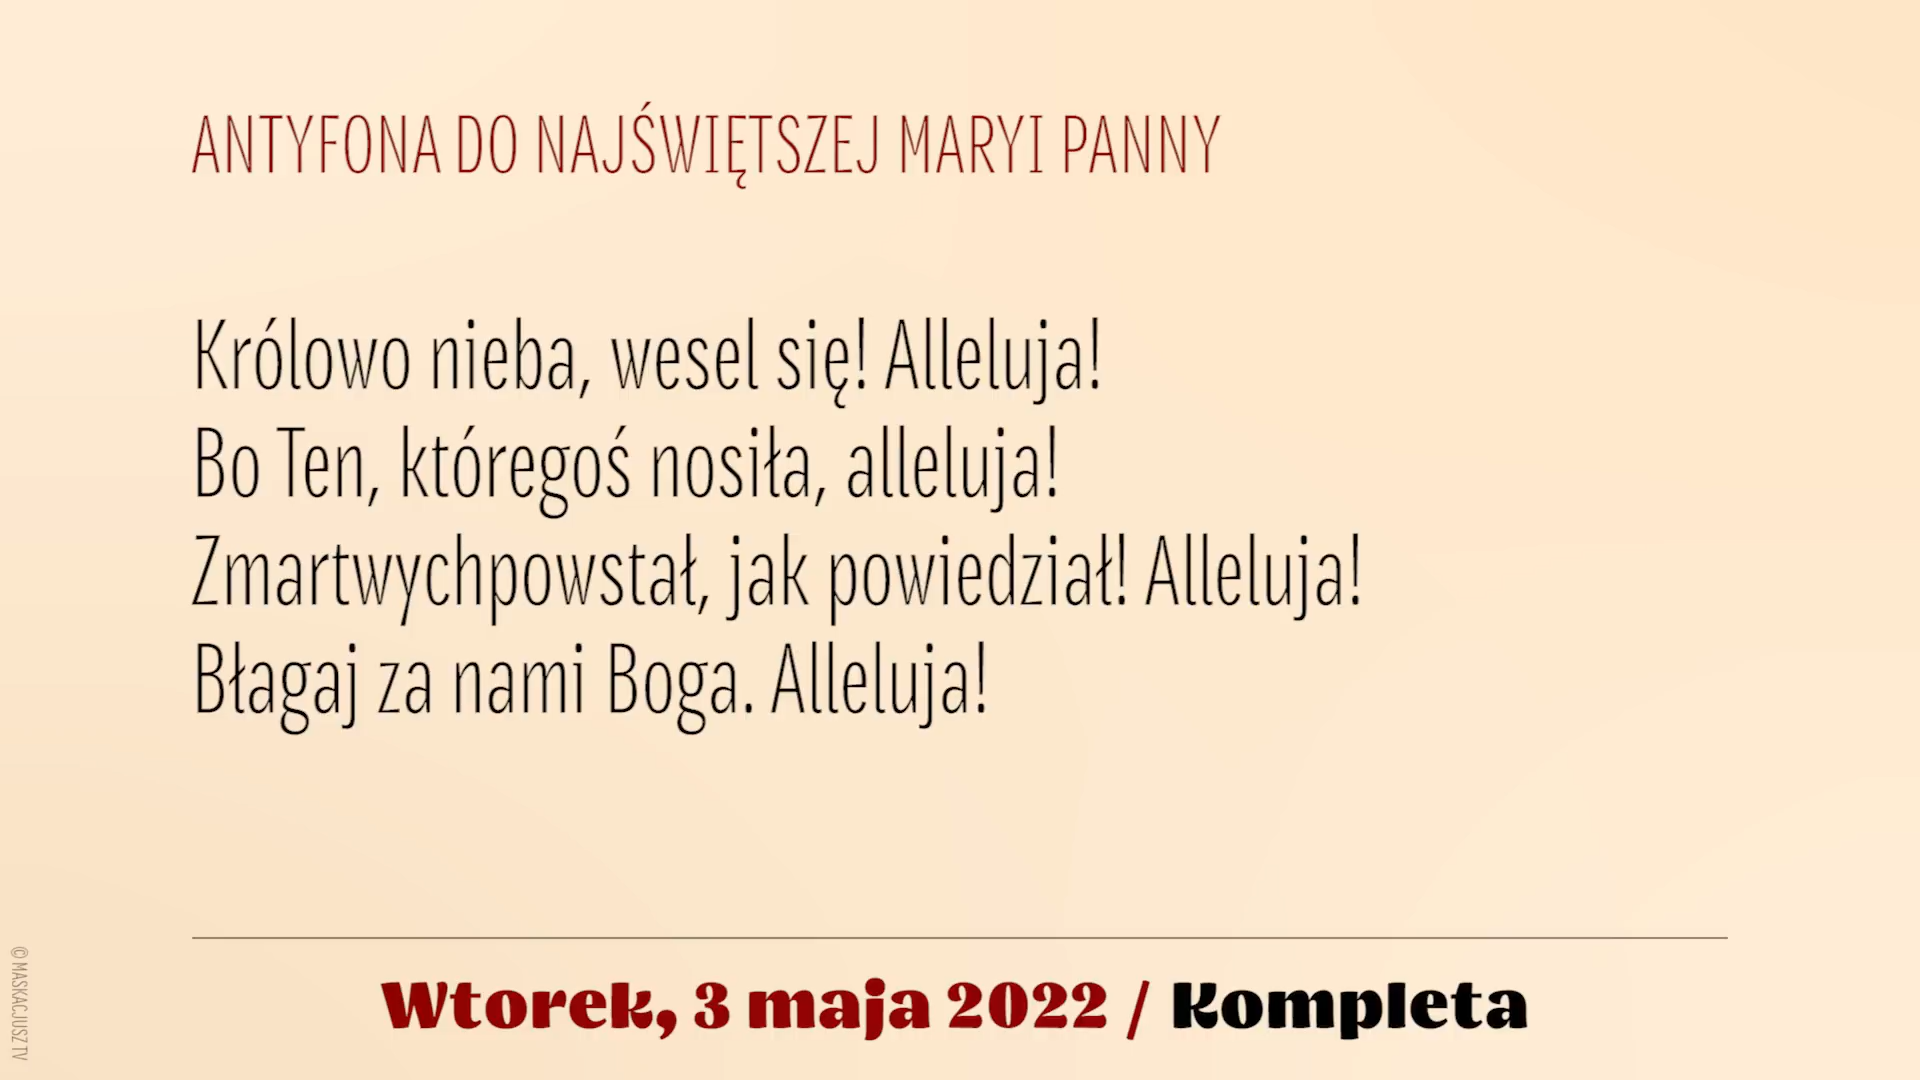 ANTYFONA DO NAJŚWIĘTSZEJ MARYI PANNY
Królowo nieba, wesel się! Alleluja!
Bo Ten, któregoś nosiła, alleluja!
Zmartwychpowstał, jak powiedział! Alleluja!
Błagaj za nami Boga. Alleluja!
Wtorek, 3 maja 2022 / Kompleta
© MASKACJUSZ TV